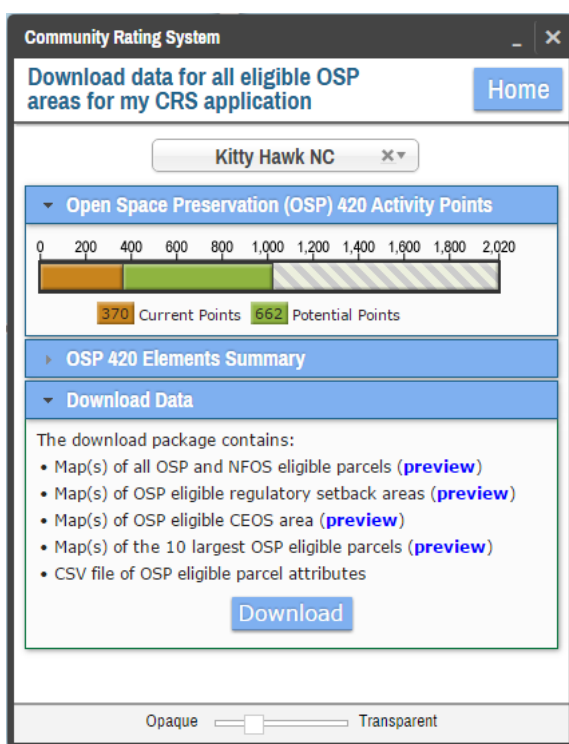 Community Rating System
Download data for all eligible OSP
areas for my CRS application
Home
Kitty Hawk NC
Open Space Preservation (OSP) 420 Activity Points
0 200 400 600 800 1,000 1,200 1,400 1,600 1,800 2,020
370 Current Points 662 Potential Points
OSP 420 Elements Summary
Download Data
The download package contains:
• Map(s) of all OSP and NFOS eligible parcels (preview)
• Map(s) of OSP eligible regulatory setback areas (preview)
• Map(s) of OSP eligible CEOS area (preview)
• Map(s) of the 10 largest OSP eligible parcels (preview)
• CSV file of OSP eligible parcel attributes
Download
Opaque Transparent